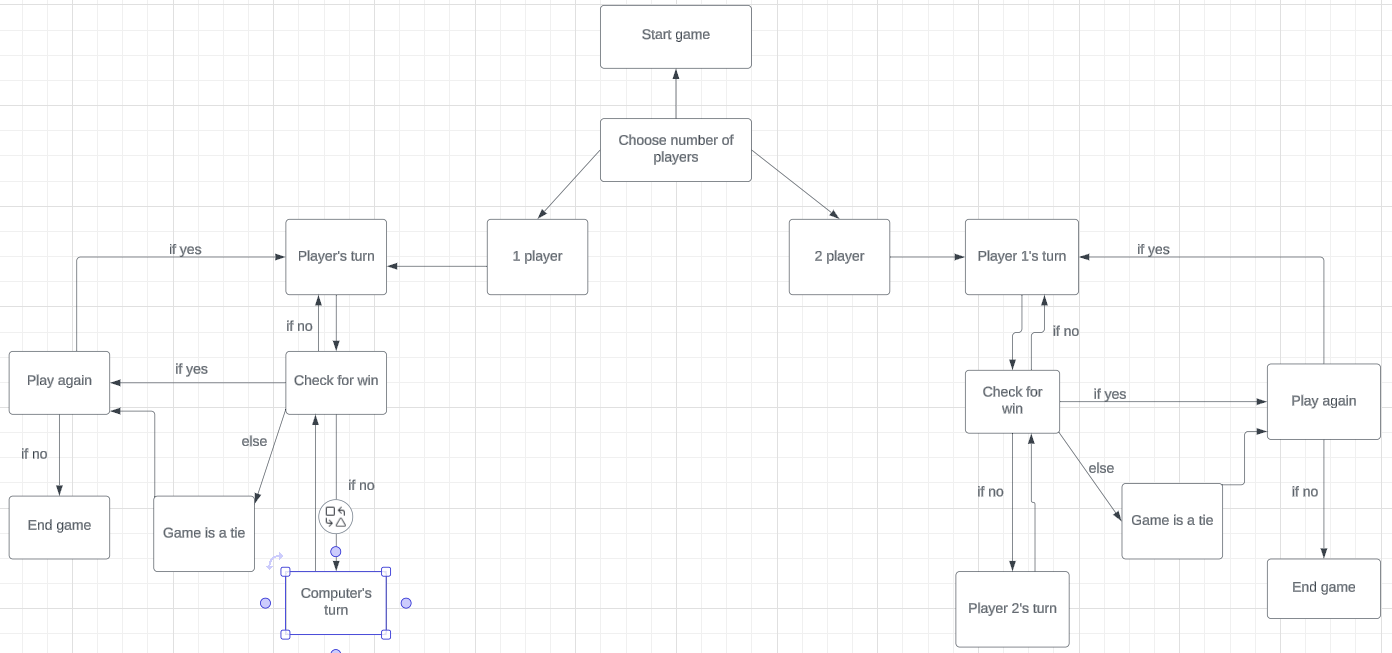 Start game
Choose number of
players
1 player
2 player
Player's turn
Player 1's turn
if yes
if yes
if no
if no
Play again
if yes
Check for win
Check for
win
if yes
Play again
else
else
if no
if no
if no
if no
End game
Game is a tie
Game is a tie
End game
Computer's
turn
Player 2's turn